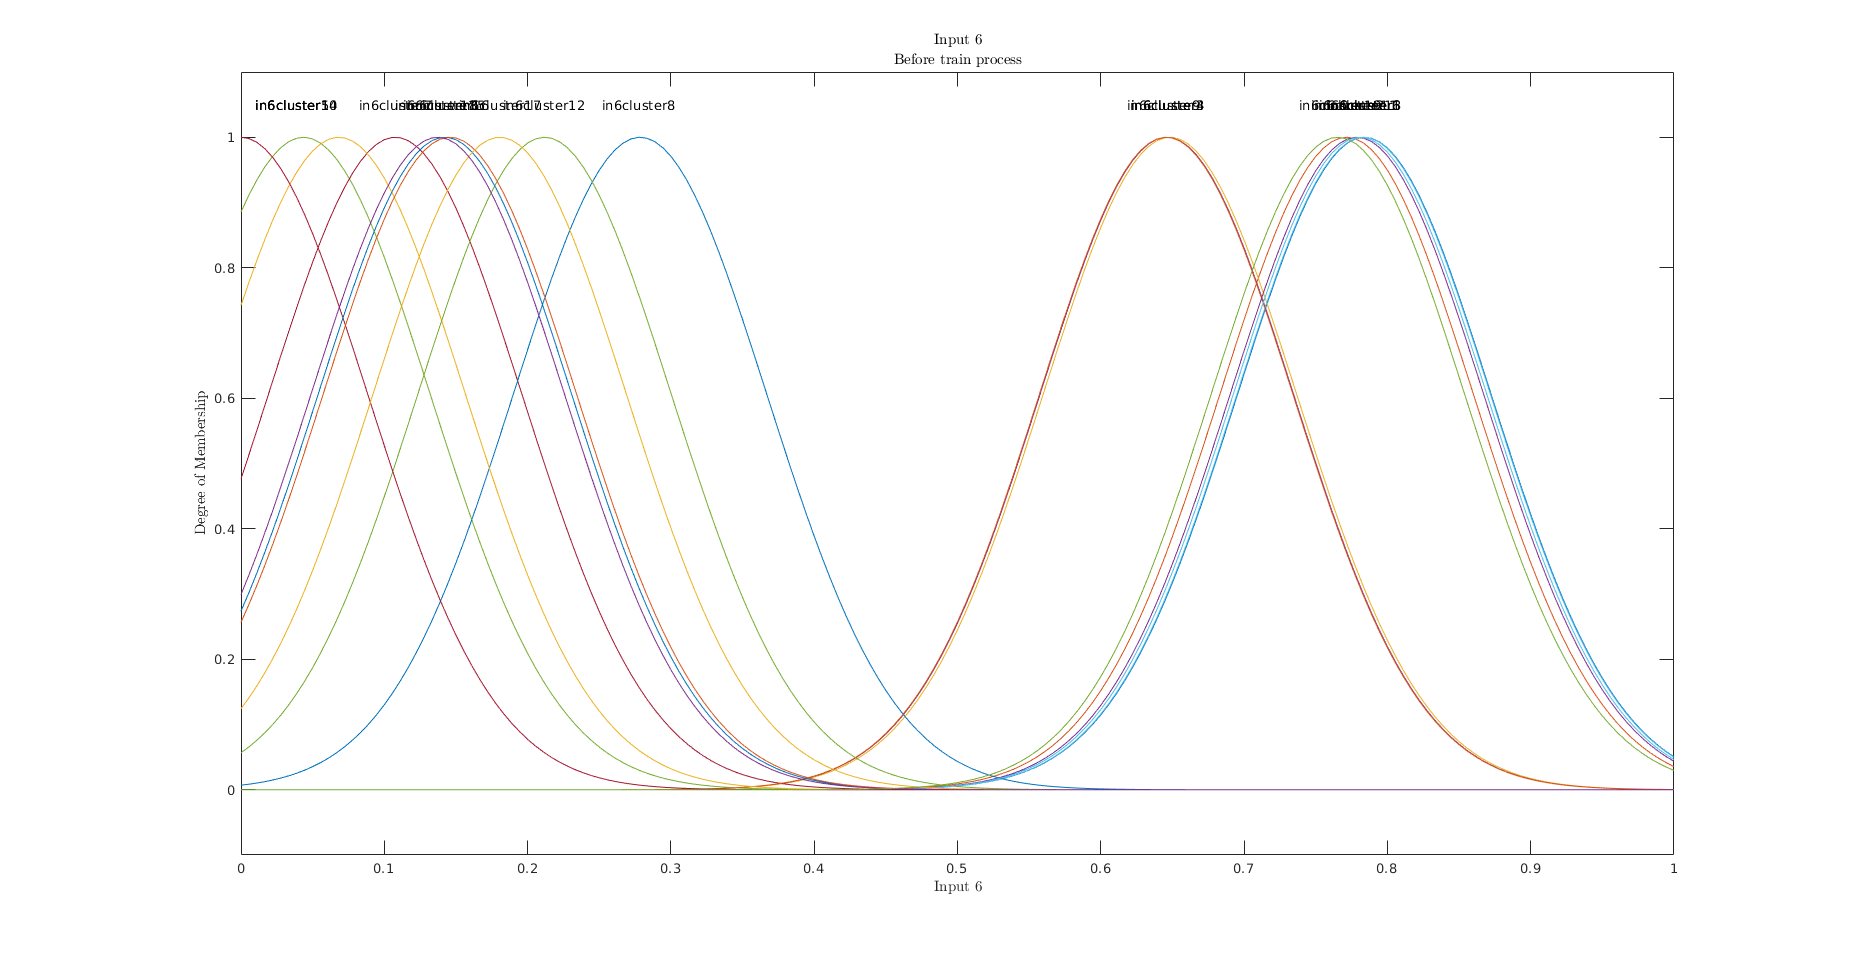 Input 6
Before train process
in6cluster12
in6cluster8
1
0.8
0.6
0.4
0.2
0
Degree of Membership
0 0.1 0.2 0.3 0.4 0.5 0.6 0.7 0.8 0.9 1
Input 6